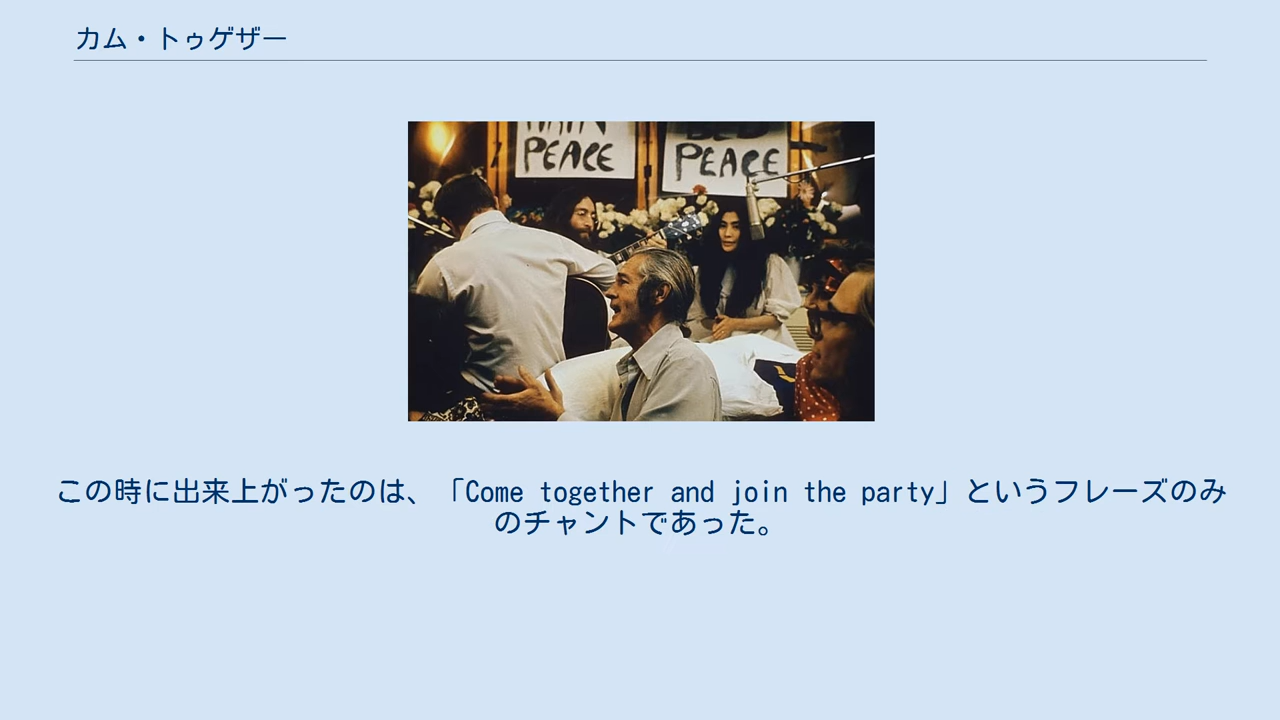 カム・トゥゲザー
PEACE
PEACE
この時に出来上がったのは、「Come together and join the party」というフレーズのみ
のチャントであった。